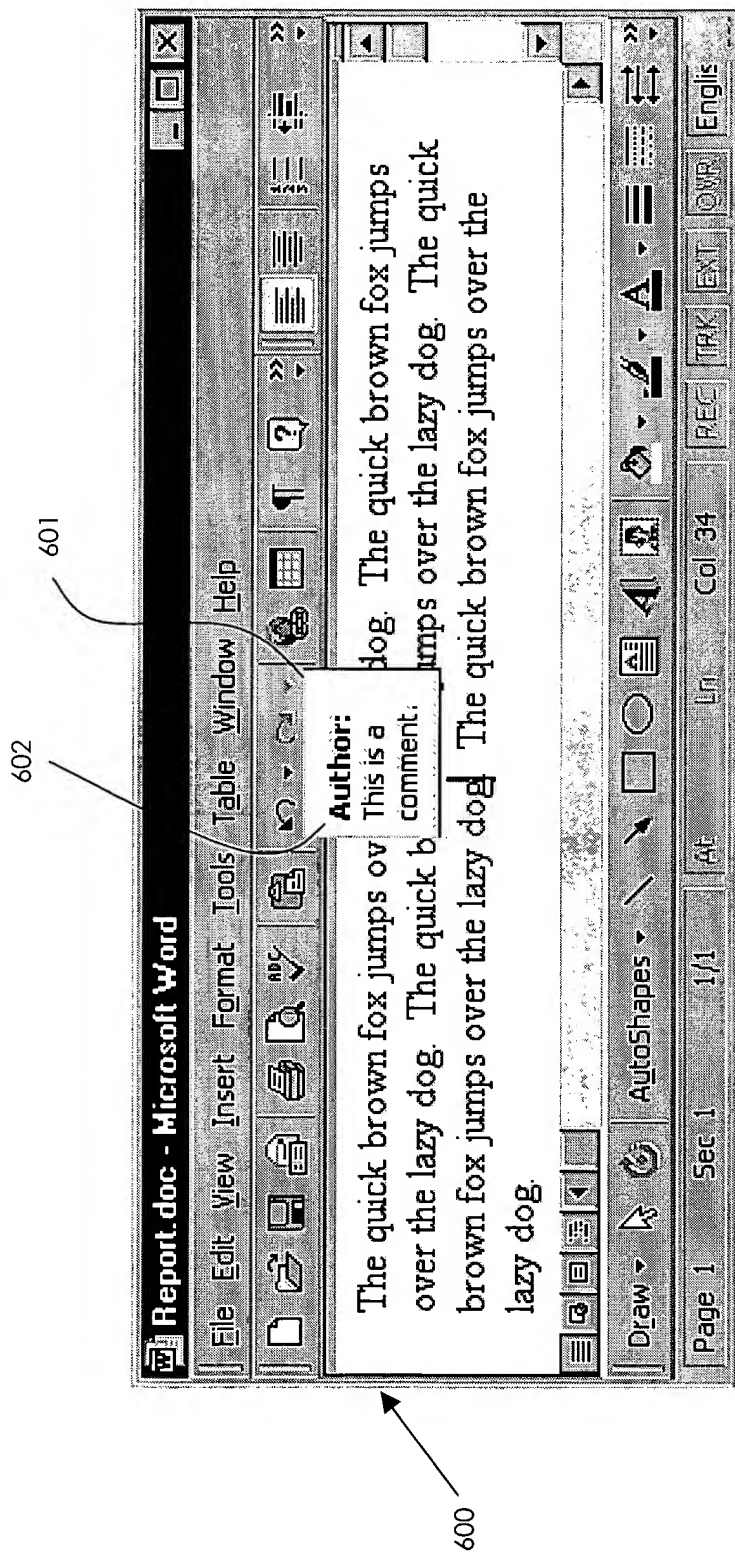 602
601
600
Report.doc - Microsoft Word
File Edit View Insert Format Tools Table Window Help
ABC
Author:
This is a
comment.
The quick brown fox jumps ov dog. The quick brown fox jumps
over the lazy dog. The quick b umps over the lazy dog. The quick
brown fox jumps over the lazy dog. The quick brown fox jumps over the
lazy dog.
Draw AutoShapes
Page 1 Sec 1 1/1 At Ln Col 34 REC TRK EXT OVR Englis